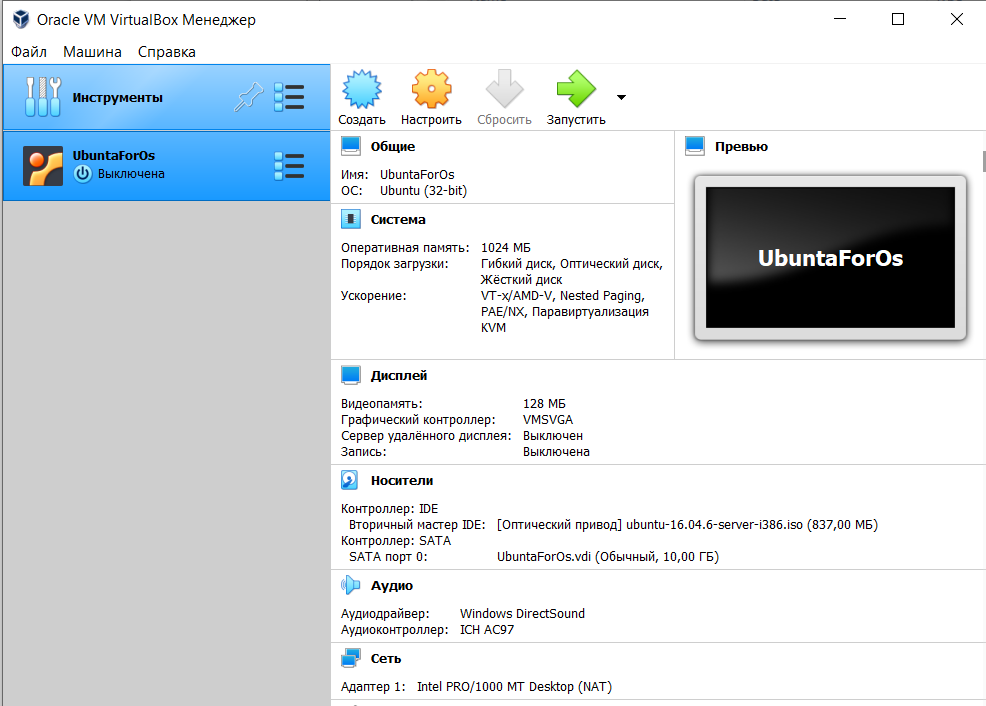 Oracle VM VirtualBox Менеджер
Файл Машина Справка
Инструменты
UbuntaForOs
Выключена
Создать Настроить Сбросить Запустить
Общие
Имя: UbuntaForOs
ОС: Ubuntu (32-bit)
Превью
UbuntaForOs
Система
Оперативная память: 1024 МБ
Порядок загрузки: Гибкий диск, Оптический диск,
Жёсткий диск
Ускорение: VT-x/AMD-V, Nested Paging,
PAE/NX, Паравиртуализация
KVM
Дисплей
Видеопамять: 128 МБ
Графический контроллер: VMSVGA
Сервер удалённого дисплея: Выключен
Запись: Выключена
Носители
Контроллер: IDE
Вторичный мастер IDE: [Оптический привод] ubuntu-16.04.6-server-i386.iso (837,00 МБ)
Контроллер: SATA
SATA порт 0: UbuntaForOs.vdi (Обычный, 10,00 ГБ)
Аудио
Аудиодрайвер: Windows DirectSound
Аудиоконтроллер: ICH AC97
Сеть
Адаптер 1: Intel PRO/1000 MT Desktop (NAT)